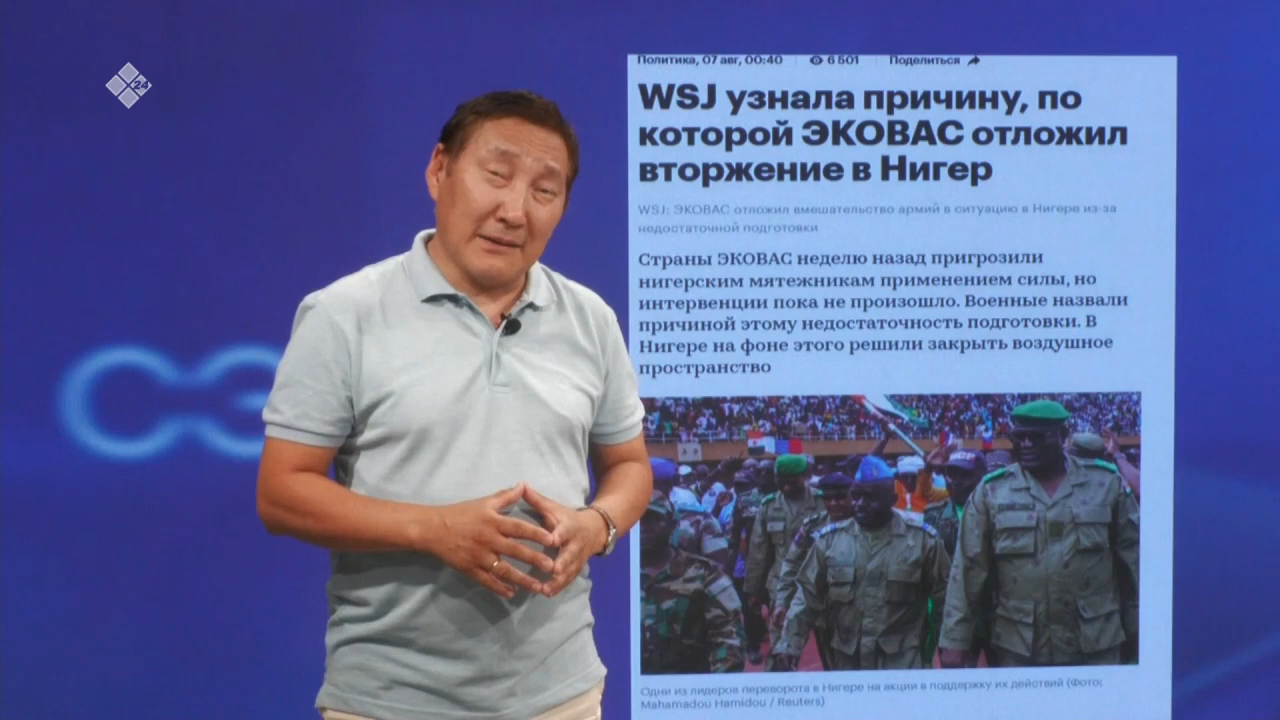 24
Политика, 07 авг, 00:40 6 501 Поделиться
WSJ узнала причину, по
которой ЭКОВАС отложил
вторжение в Нигер
WSJ: ЭКОВАС отложил вмешательство армий в ситуацию в Нигере из-за
недостаточной подготовки
Страны ЭКОВАС неделю назад пригрозили
нигерским мятежникам применением силы, но
интервенции пока не произошло. Военные назвали
причиной этому недостаточность подготовки. В
Нигере на фоне этого решили закрыть воздушное
пространство
Одни из лидеров переворота в Нигере на акции в поддержку их действий (Фото:
Mahamadou Hamidou / Reuters)